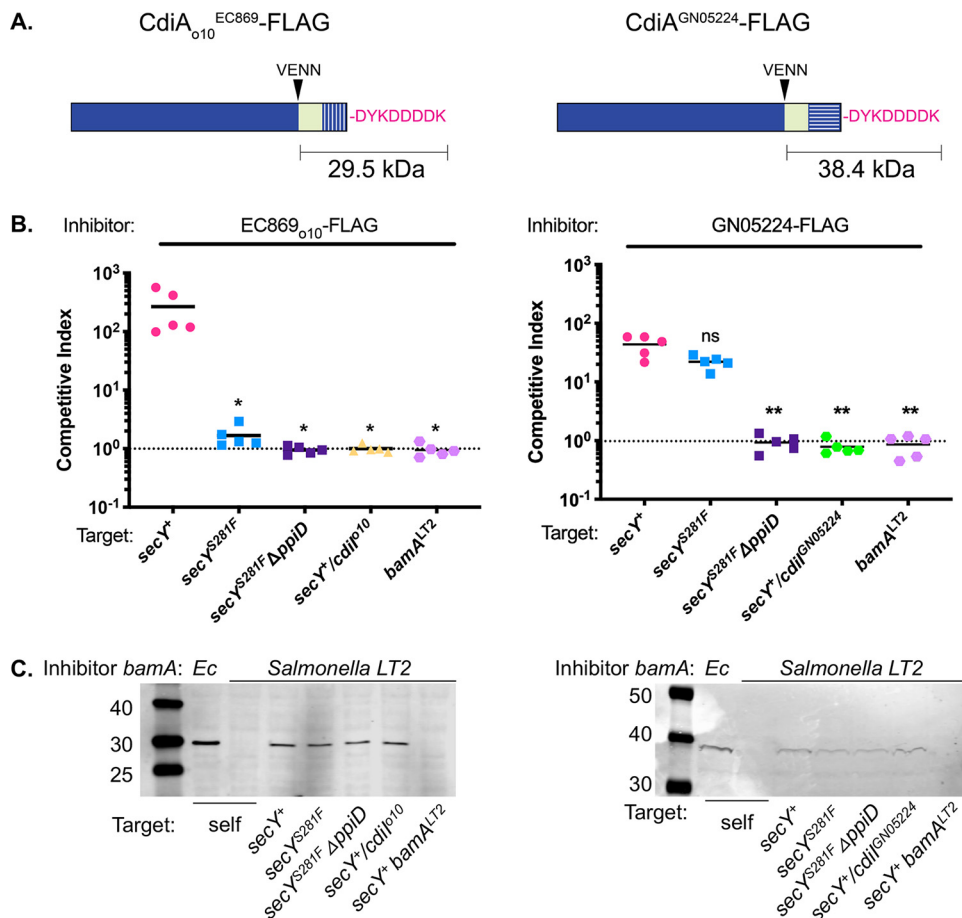 A.
CdiAo10EC869-FLAG
CdiAGN05224-FLAG
VENN
VENN
-DYKDDDDK
-DYKDDDDK
29.5 kDa
38.4 kDa
B.
Inhibitor: EC869o10-FLAG
GN05224-FLAG
Competitive Index
10³
10²
10¹
10⁰
10⁻¹
*
*
*
*
Target:
secY+
secYS281F
secYS281F ΔppiD
secY+/cdiIo10
bamALT2
Inhibitor:
Competitive Index
10³
10²
10¹
10⁰
10⁻¹
ns
**
**
**
Target:
secY+
secYS281F
secYS281F ΔppiD
secY+/cdiIGN05224
bamALT2
C.
Inhibitor bamA: Ec Salmonella LT2
40
30
25
Target:
self
secY+
secYS281F
secYS281F ΔppiD
secY+/cdiIo10
secY+ bamALT2
Inhibitor bamA: Ec Salmonella LT2
50
40
30
Target:
self
secY+
secYS281F
secYS281F ΔppiD
secY+/cdiIGN05224
secY+ bamALT2